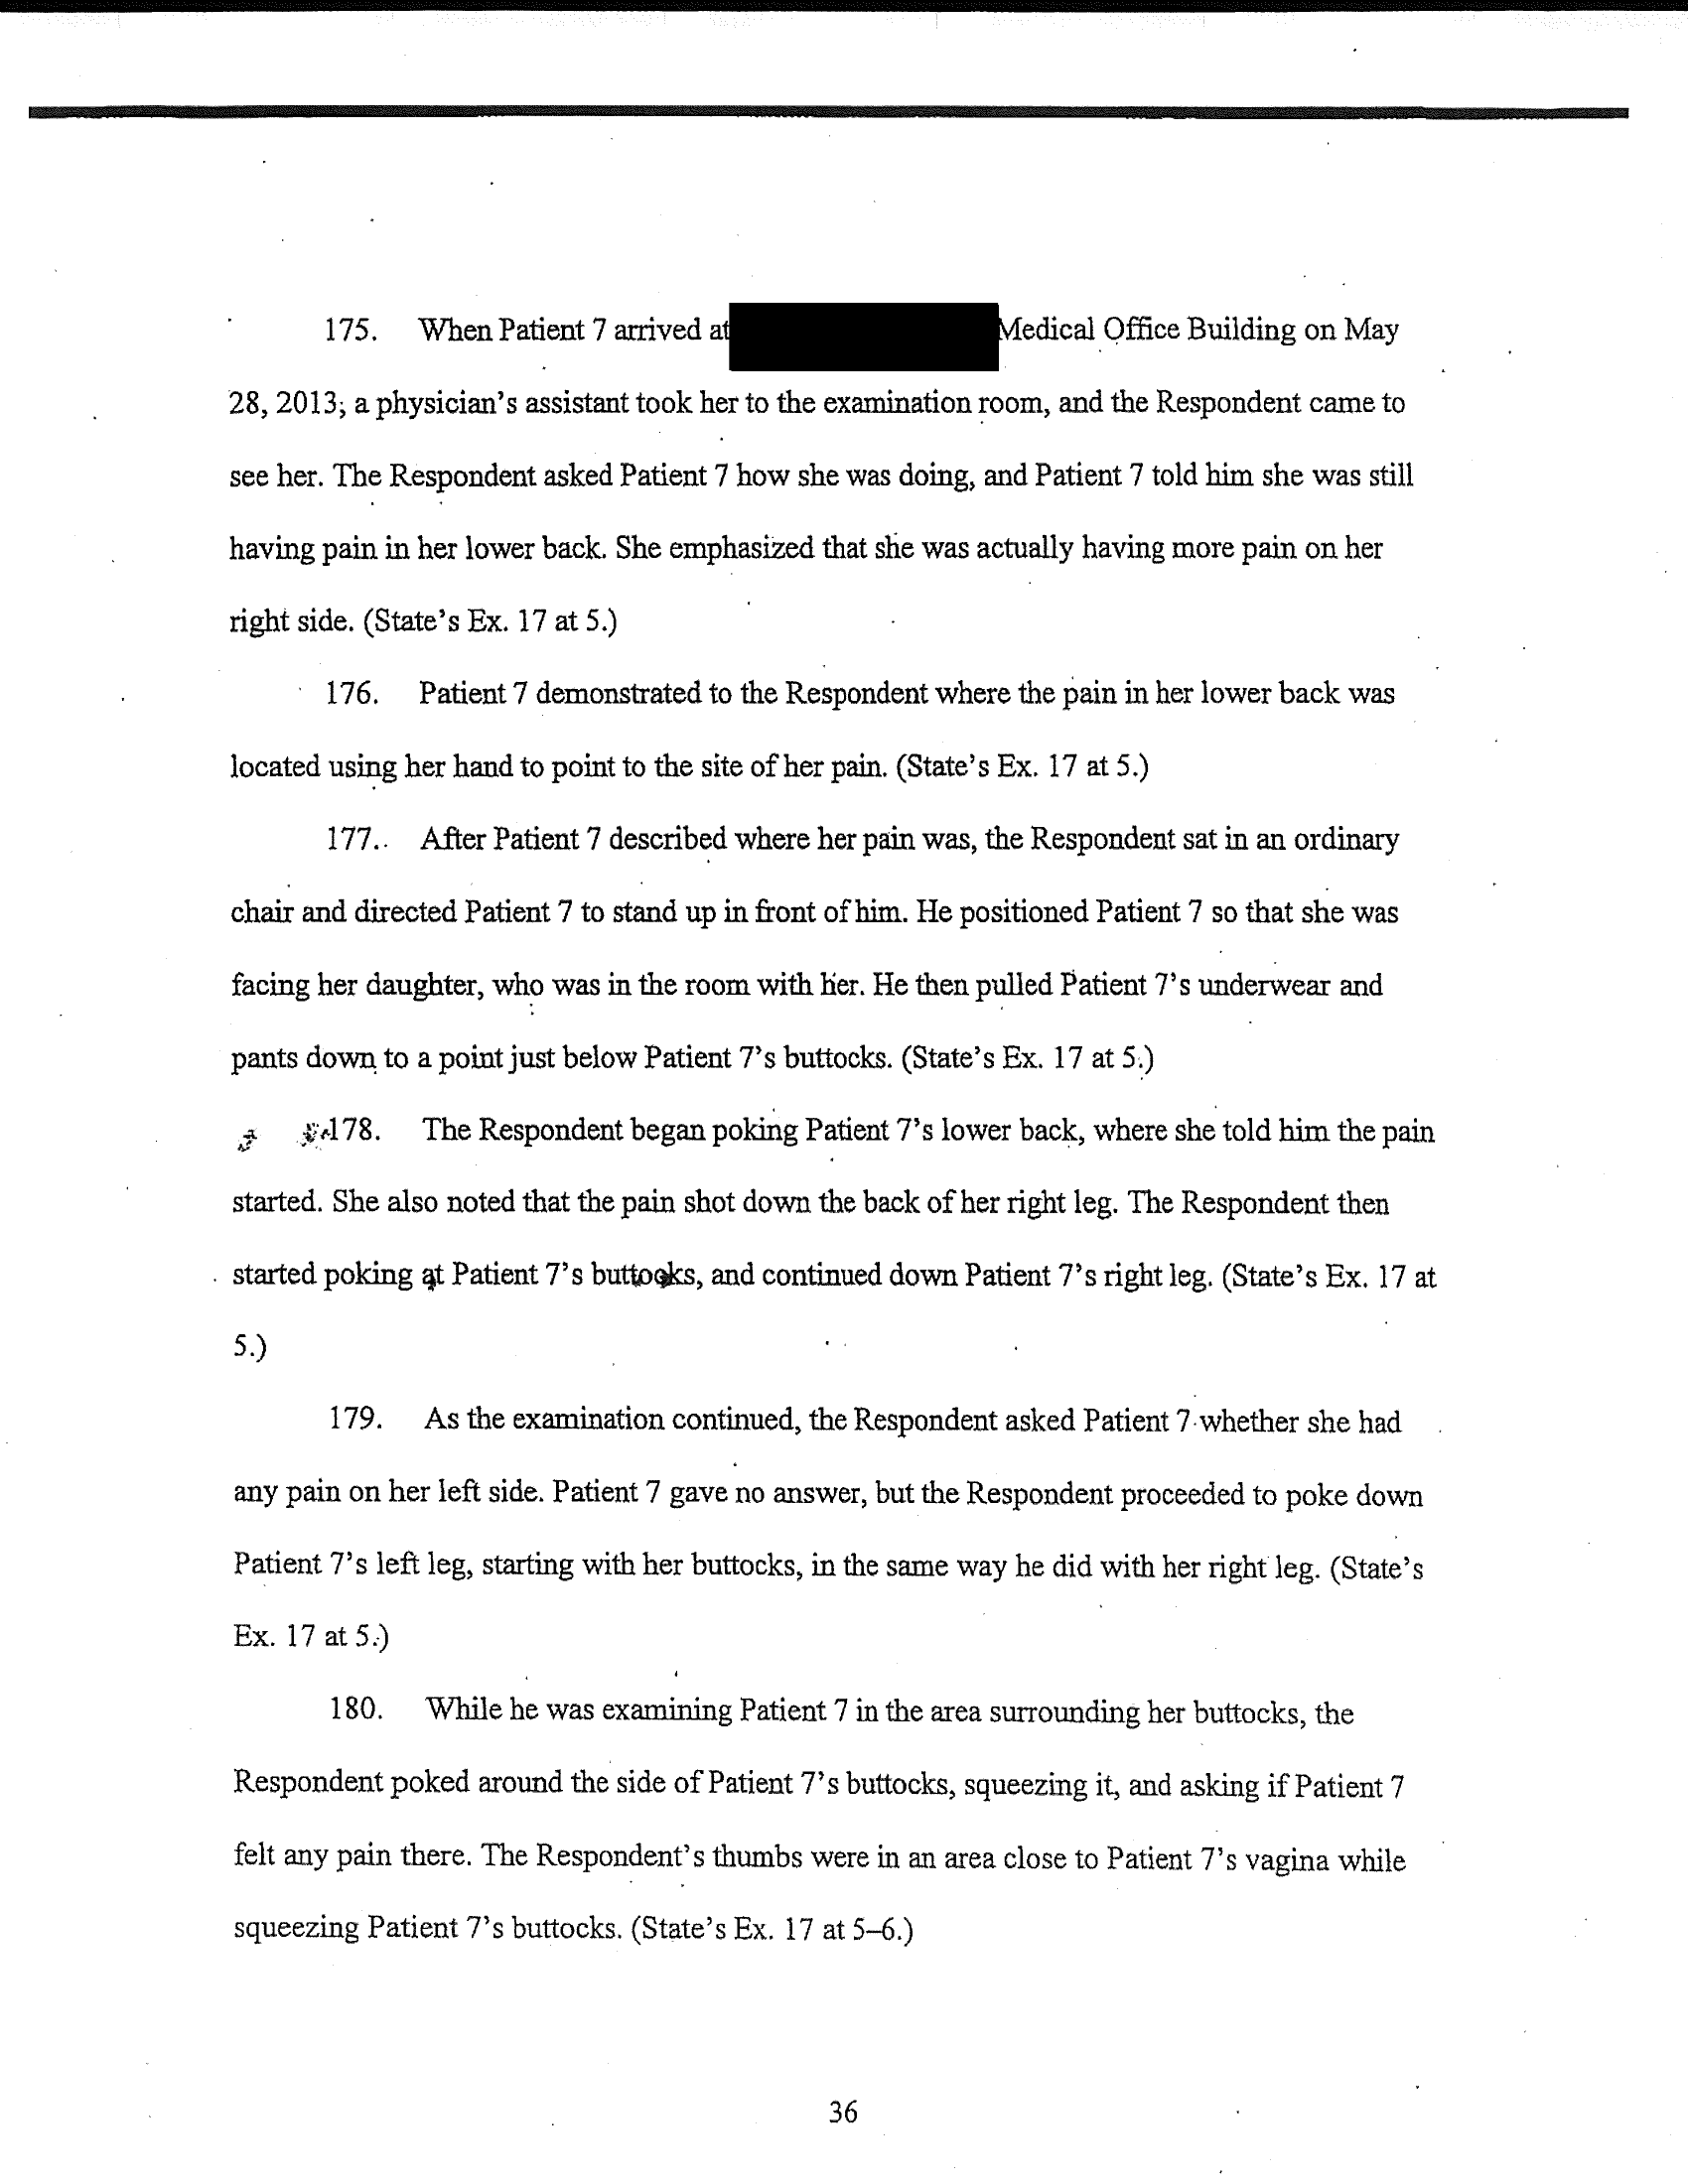 175. When Patient 7 arrived at Medical Office Building on May
28, 2013, a physician's assistant took her to the examination room, and the Respondent came to
see her. The Respondent asked Patient 7 how she was doing, and Patient 7 told him she was still
having pain in her lower back. She emphasized that she was actually having more pain on her
right side. (State's Ex. 17 at 5.)
176. Patient 7 demonstrated to the Respondent where the pain in her lower back was
located using her hand to point to the site of her pain. (State's Ex. 17 at 5.)
177. After Patient 7 described where her pain was, the Respondent sat in an ordinary
chair and directed Patient 7 to stand up in front of him. He positioned Patient 7 so that she was
facing her daughter, who was in the room with her. He then pulled Patient 7's underwear and
pants down to a point just below Patient 7's buttocks. (State's Ex. 17 at 5.)
178. The Respondent began poking Patient 7's lower back, where she told him the pain
started. She also noted that the pain shot down the back of her right leg. The Respondent then
started poking at Patient 7's buttocks, and continued down Patient 7's right leg. (State's Ex. 17 at
5.)
179. As the examination continued, the Respondent asked Patient 7 whether she had
any pain on her left side. Patient 7 gave no answer, but the Respondent proceeded to poke down
Patient 7's left leg, starting with her buttocks, in the same way he did with her right leg. (State's
Ex. 17 at 5.)
180. While he was examining Patient 7 in the area surrounding her buttocks, the
Respondent poked around the side of Patient 7's buttocks, squeezing it, and asking if Patient 7
felt any pain there. The Respondent's thumbs were in an area close to Patient 7's vagina while
squeezing Patient 7's buttocks. (State's Ex. 17 at 5–6.)
36